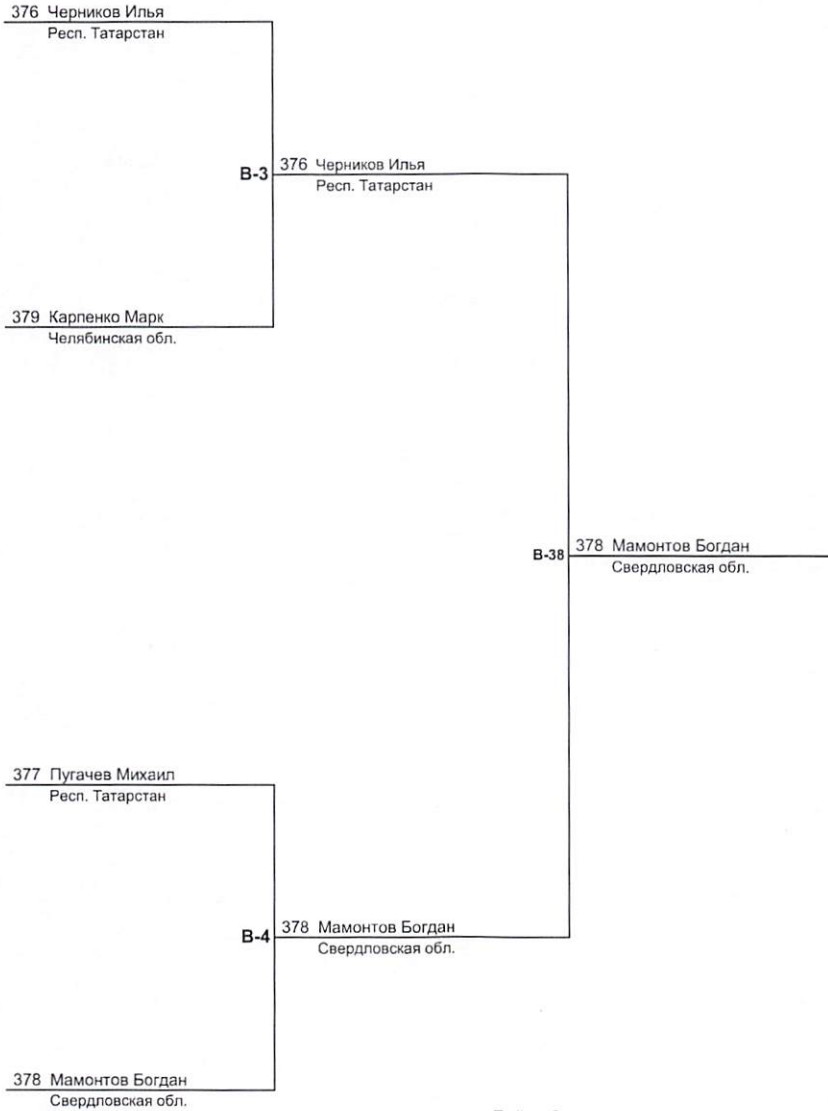 376 Черников Илья
Респ. Татарстан
B-3
376 Черников Илья
Респ. Татарстан
379 Карпенко Марк
Челябинская обл.
B-38
378 Мамонтов Богдан
Свердловская обл.
377 Пугачев Михаил
Респ. Татарстан
B-4
378 Мамонтов Богдан
Свердловская обл.
378 Мамонтов Богдан
Свердловская обл.